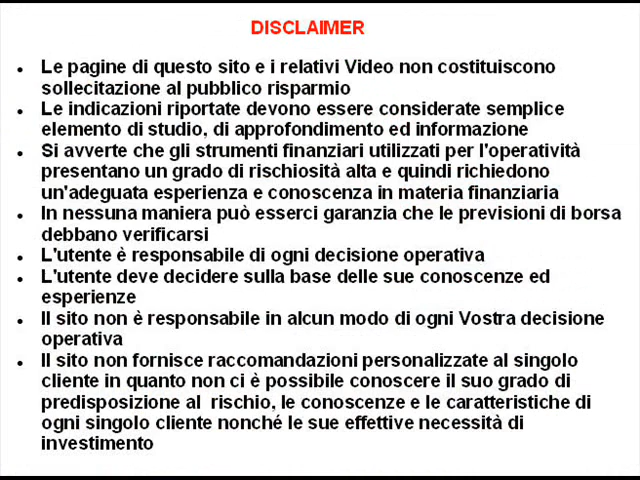 DISCLAIMER
• Le pagine di questo sito e i relativi Video non costituiscono
sollecitazione al pubblico risparmio
• Le indicazioni riportate devono essere considerate semplice
elemento di studio, di approfondimento ed informazione
• Si avverte che gli strumenti finanziari utilizzati per l'operatività
presentano un grado di rischiosità alta e quindi richiedono
un'adeguata esperienza e conoscenza in materia finanziaria
• In nessuna maniera può esserci garanzia che le previsioni di borsa
debbano verificarsi
• L'utente è responsabile di ogni decisione operativa
• L'utente deve decidere sulla base delle sue conoscenze ed
esperienze
• Il sito non è responsabile in alcun modo di ogni Vostra decisione
operativa
• Il sito non fornisce raccomandazioni personalizzate al singolo
cliente in quanto non ci è possibile conoscere il suo grado di
predisposizione al rischio, le conoscenze e le caratteristiche di
ogni singolo cliente nonché le sue effettive necessità di
investimento